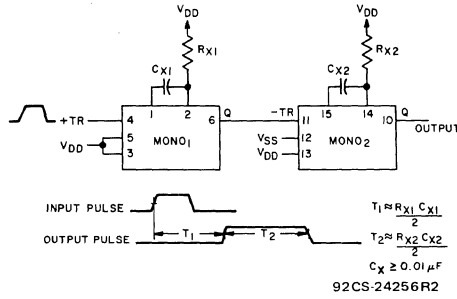 VDD VDD
RX1 RX2
CX1 CX2
1 2 15 14
+TR 4 6 Q -TR 11 10 Q OUTPUT
5 MONO1 VSS 12 MONO2
VDD 3 VDD 13
INPUT PULSE
OUTPUT PULSE T1 T2
T1 ≈ RX1 CX1
2
T2 ≈ RX2 CX2
2
CX ≥ 0.01 μF
92CS-24256R2